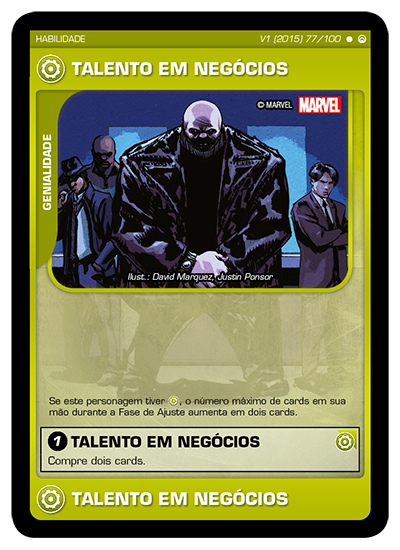 HABILIDADE
V1 (2015) 77/100
TALENTO EM NEGÓCIOS
© MARVEL MARVEL
GENIALIDADE
Ilust.: David Marquez, Justin Ponsor
Se este personagem tiver , o número máximo de cards em sua
mão durante a Fase de Ajuste aumenta em dois cards.
1 TALENTO EM NEGÓCIOS
Compre dois cards.
TALENTO EM NEGÓCIOS